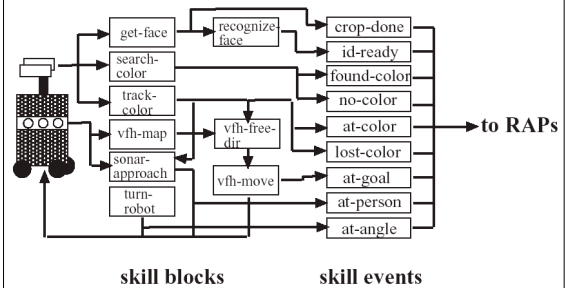 get-face
recognize-
face
search-
color
track-
color
vfh-map
vfh-free-
dir
sonar-
approach
vfh-move
turn-
robot
crop-done
id-ready
found-color
no-color
at-color
lost-color
at-goal
at-person
at-angle
to RAPs
skill blocks
skill events